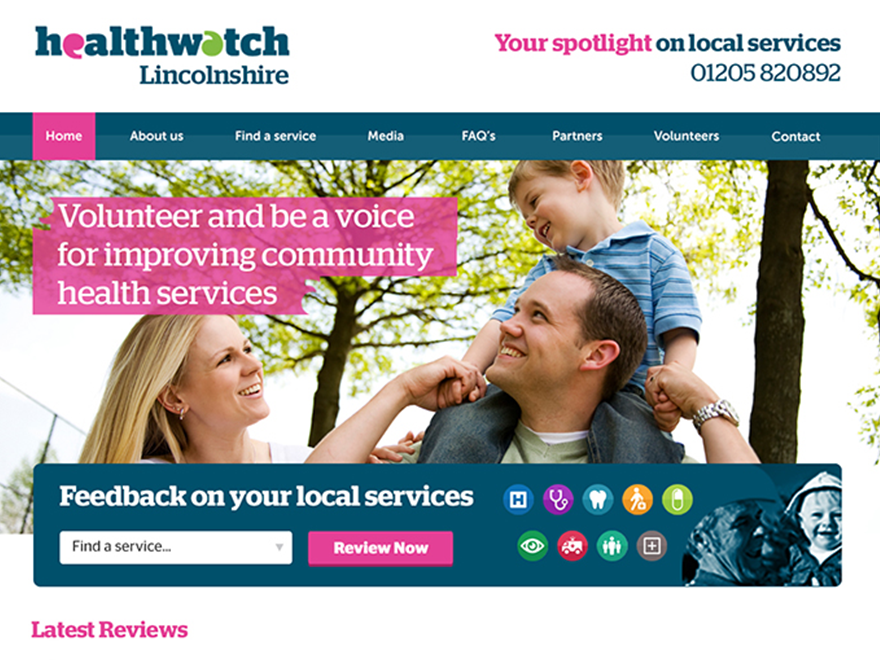 healthwatch
Lincolnshire
Your spotlight on local services
01205 820892
Home About us Find a service Media FAQ's Partners Volunteers Contact
Volunteer and be a voice
for improving community
health services
Feedback on your local services
Find a service...
Review Now
H
Latest Reviews